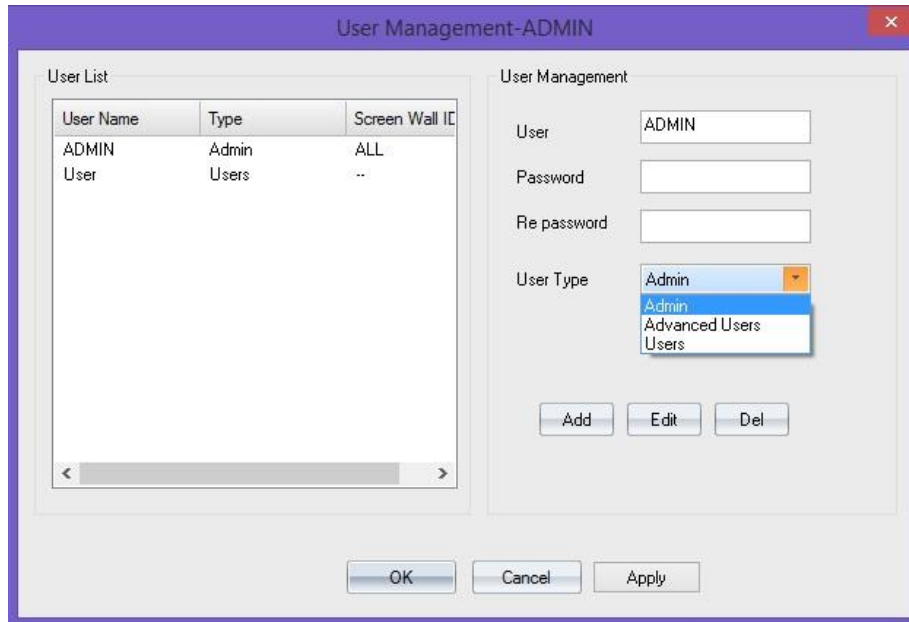 User Management-ADMIN
User List
User Name Type Screen Wall ID
ADMIN Admin ALL
User Users --
User Management
User ADMIN
Password
Re password
User Type Admin
Admin
Advanced Users
Users
Add Edit Del
OK Cancel Apply